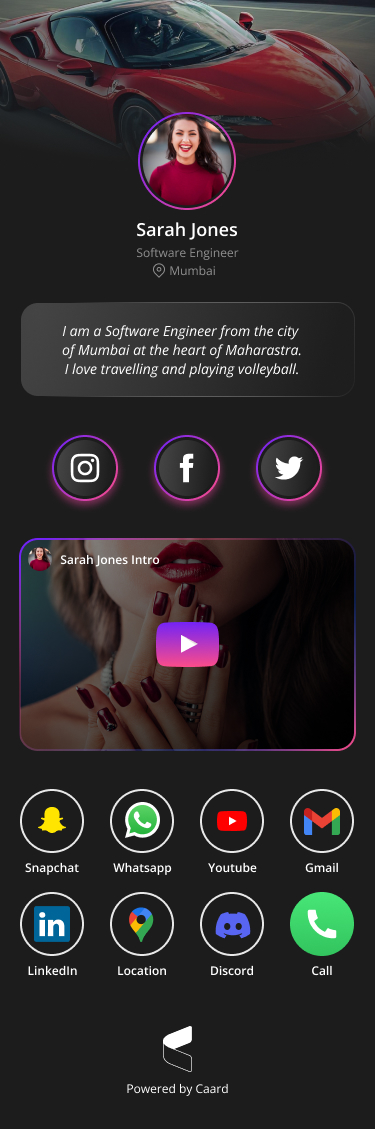 Sarah Jones
Software Engineer
Mumbai
I am a Software Engineer from the city
of Mumbai at the heart of Maharastra.
I love travelling and playing volleyball.
Sarah Jones Intro
Snapchat Whatsapp Youtube Gmail
LinkedIn Location Discord Call
Powered by Caard